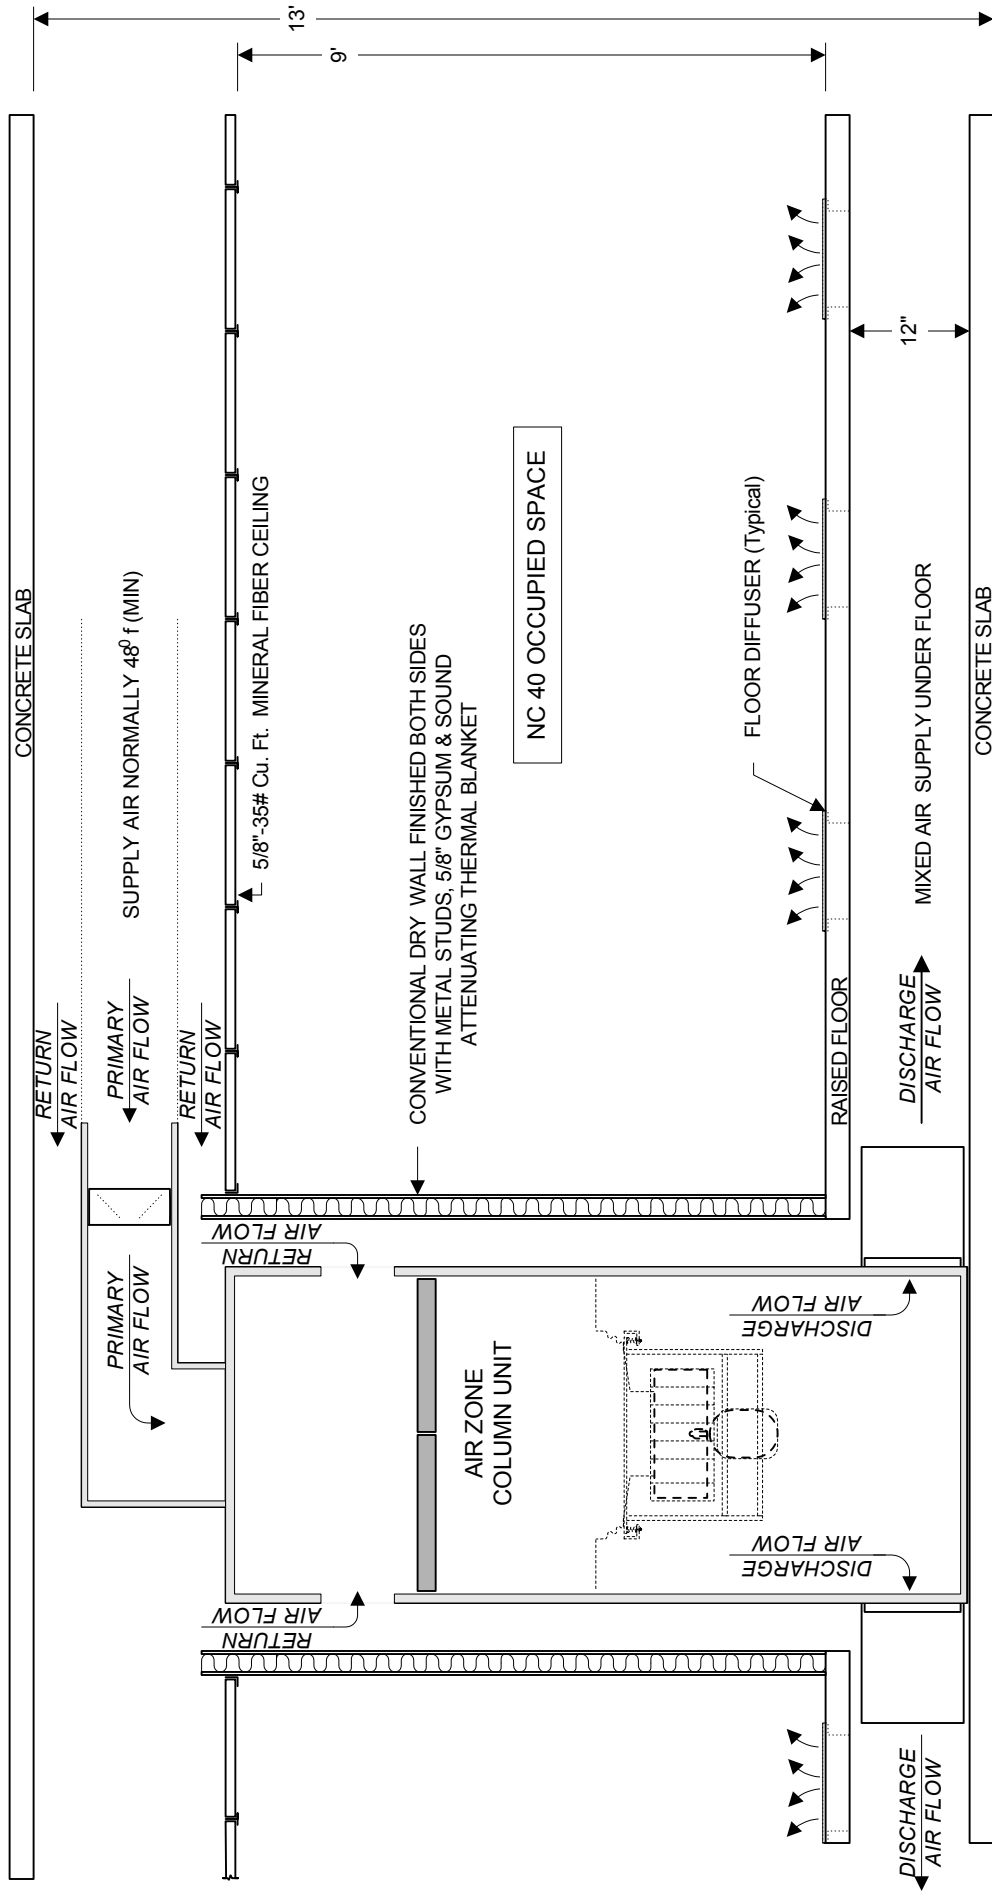 CONCRETE SLAB
13'
9'
RETURN
AIR FLOW
PRIMARY
AIR FLOW
SUPPLY AIR NORMALLY 48⁰ f (MIN)
RETURN
AIR FLOW
PRIMARY
AIR FLOW
5/8"-35# Cu. Ft. MINERAL FIBER CEILING
RETURN
AIR FLOW
RETURN
AIR FLOW
CONVENTIONAL DRY WALL FINISHED BOTH SIDES
WITH METAL STUDS, 5/8" GYPSUM & SOUND
ATTENUATING THERMAL BLANKET
AIR ZONE
COLUMN UNIT
NC 40 OCCUPIED SPACE
FLOOR DIFFUSER (Typical)
DISCHARGE
AIR FLOW
DISCHARGE
AIR FLOW
RAISED FLOOR
DISCHARGE
AIR FLOW
DISCHARGE
AIR FLOW
MIXED AIR SUPPLY UNDER FLOOR
12"
CONCRETE SLAB